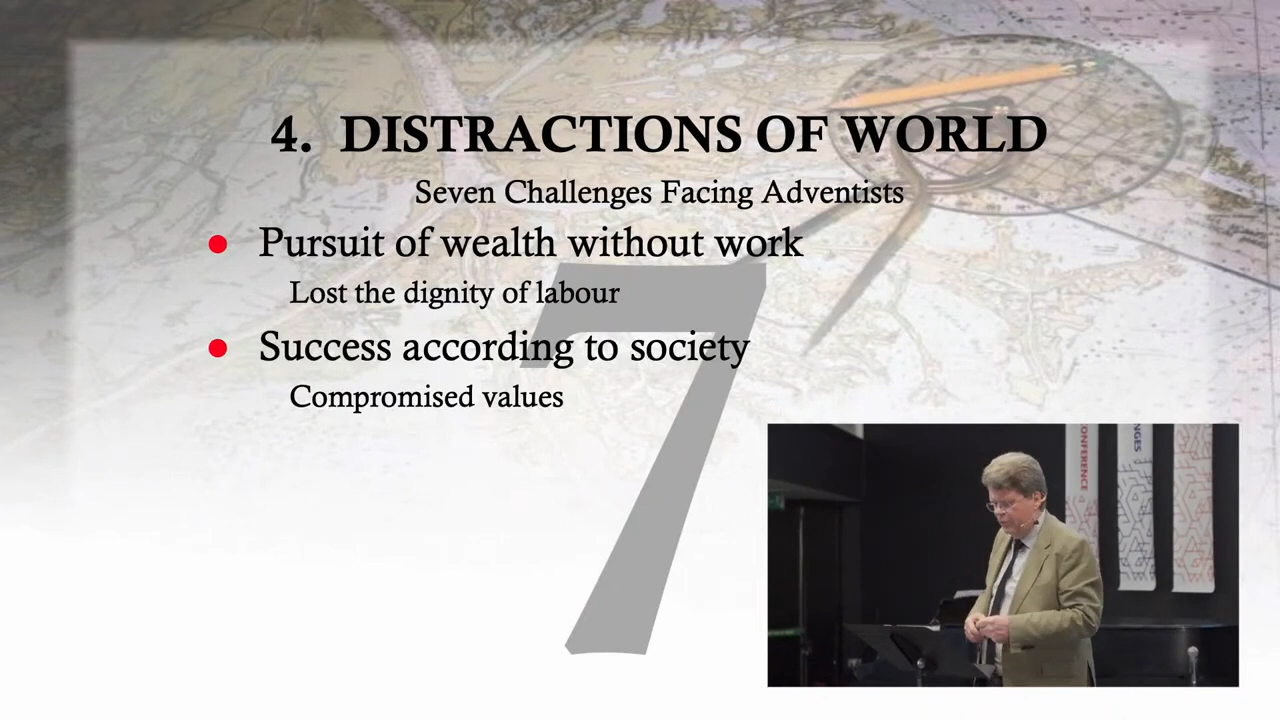 4. DISTRACTIONS OF WORLD
Seven Challenges Facing Adventists
● Pursuit of wealth without work
Lost the dignity of labour
● Success according to society
Compromised values
7
CONFERENCE